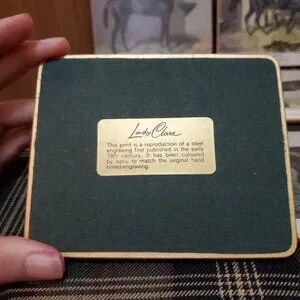 Lady Clare
This print is a reproduction of a steel
engraving first published in the early
19th century. It has been coloured
by hand to match the original hand
tinted engraving.